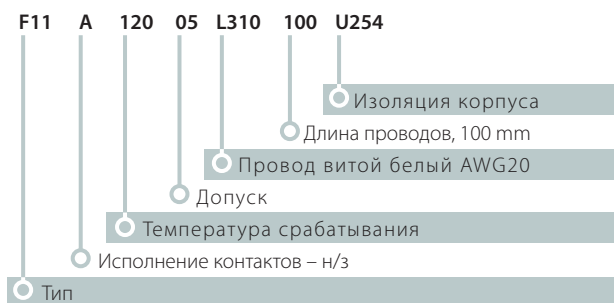 F11 A 120 05 L310 100 U254
Изоляция корпуса
Длина проводов, 100 mm
Провод витой белый AWG20
Допуск
Температура срабатывания
Исполнение контактов – н/з
Тип